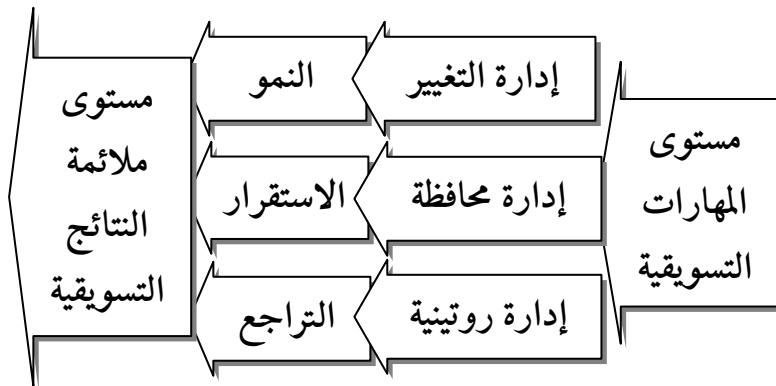 مستوى
المهارات
التسويقية
إدارة التغيير
النمو
إدارة محافظة
الاستقرار
إدارة روتينية
التراجع
مستوى
ملائمة
النتائج
التسويقية